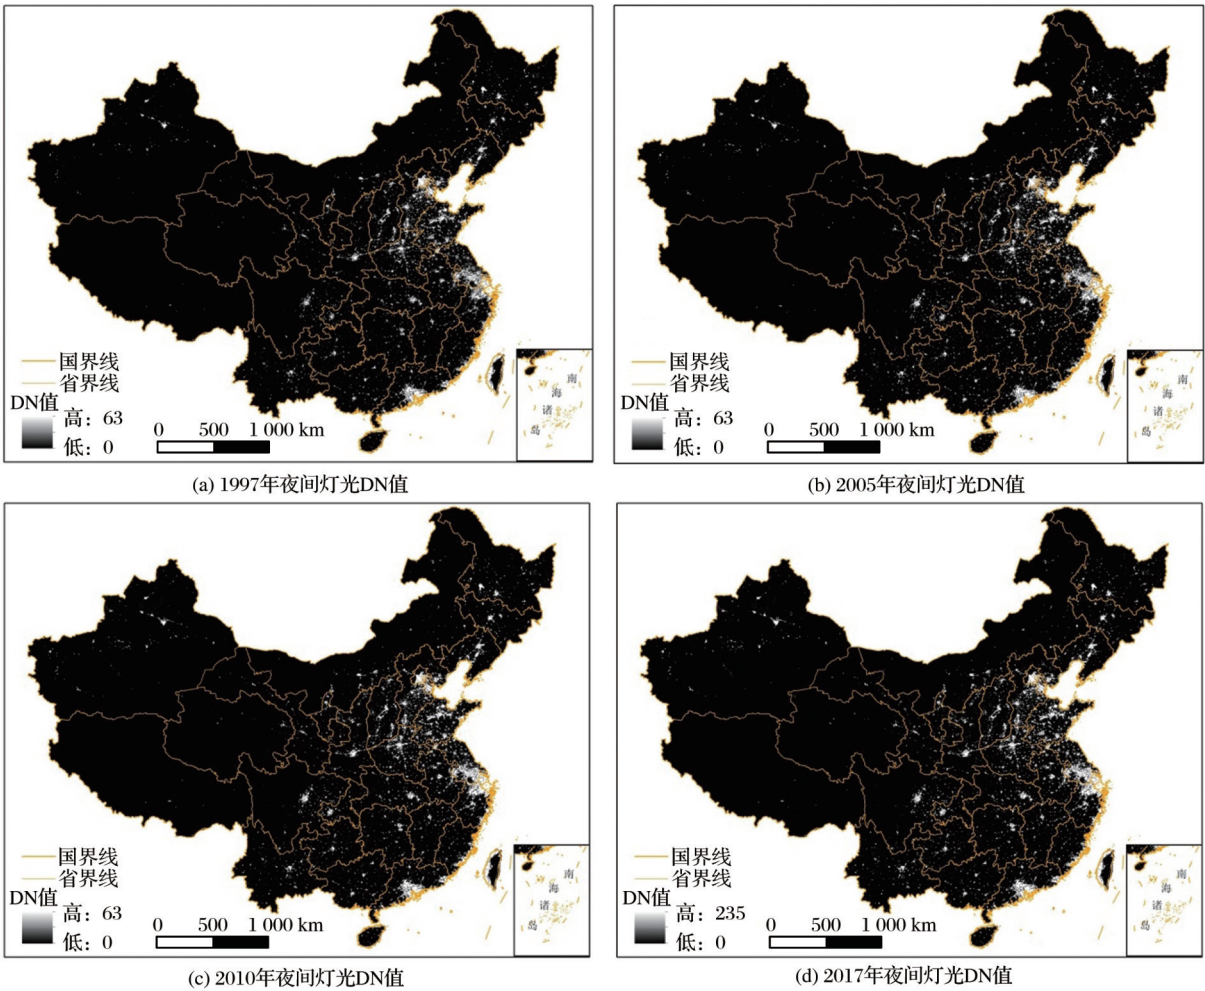 国界线
省界线
DN值
高：63
低：0
0 500 1 000 km
南
海
诸
岛
(a) 1997年夜间灯光DN值
国界线
省界线
DN值
高：63
低：0
0 500 1 000 km
南
海
诸
岛
(b) 2005年夜间灯光DN值
国界线
省界线
DN值
高：63
低：0
0 500 1 000 km
南
海
诸
岛
(c) 2010年夜间灯光DN值
国界线
省界线
DN值
高：235
低：0
0 500 1 000 km
南
海
诸
岛
(d) 2017年夜间灯光DN值